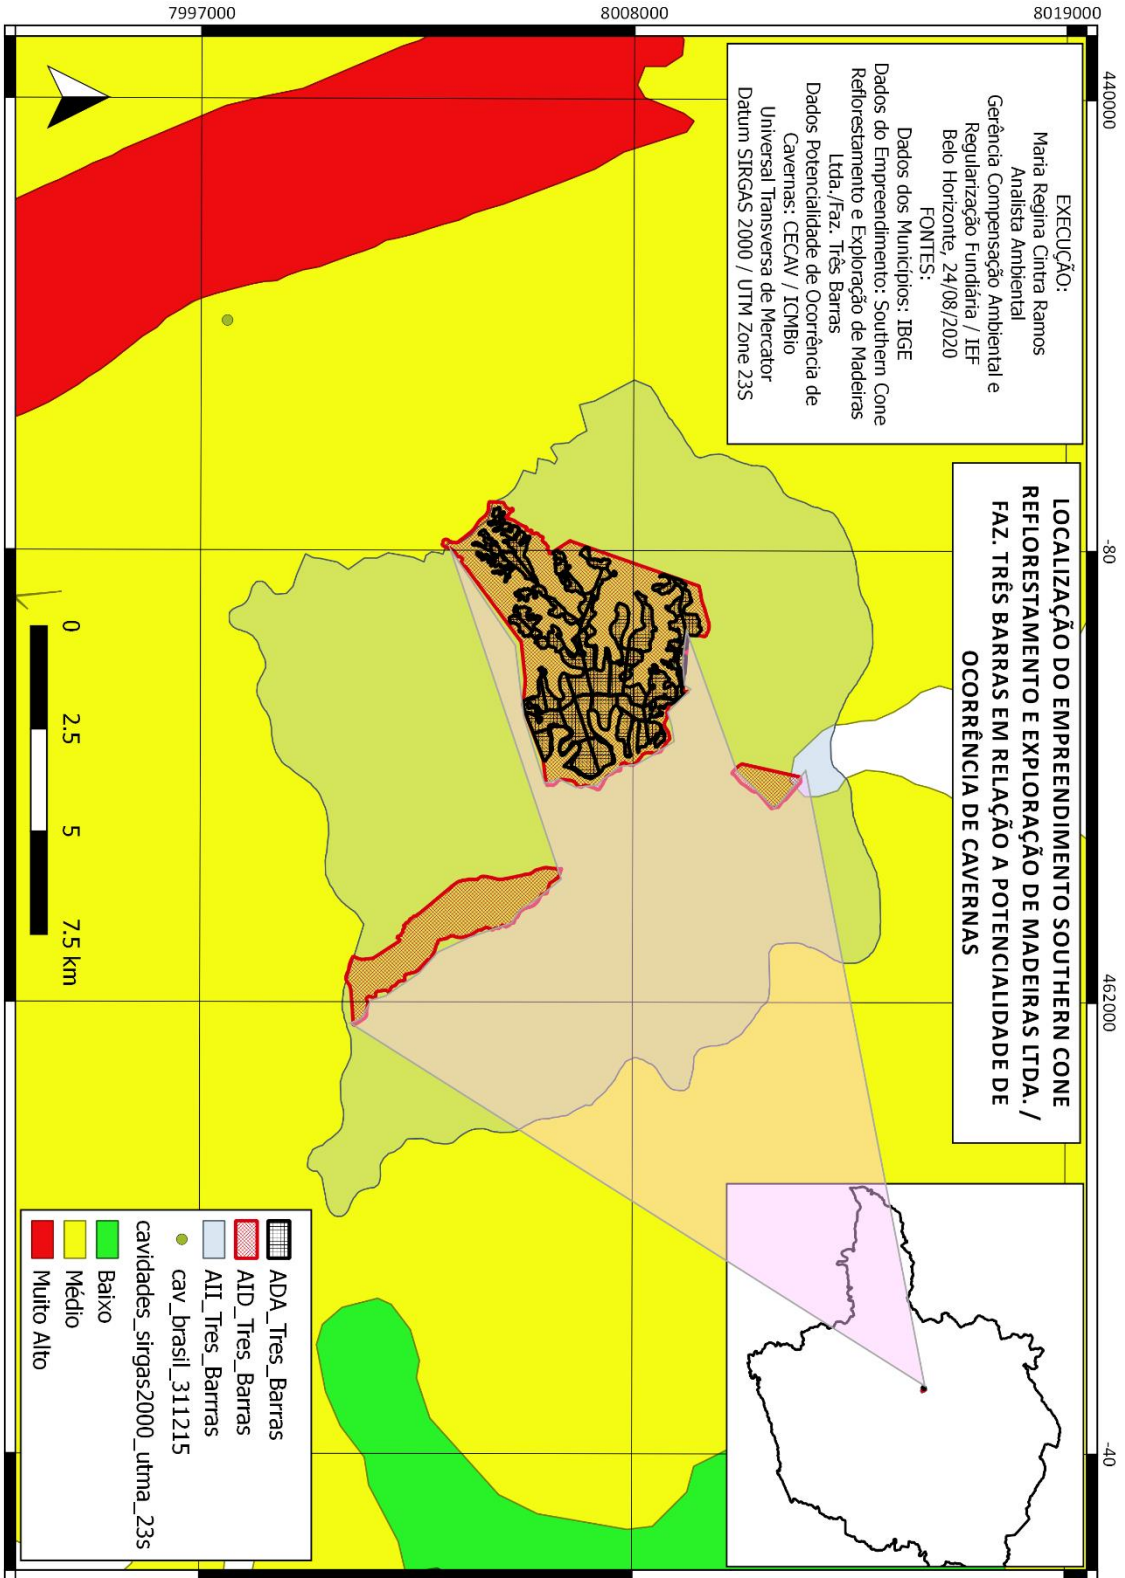 LOCALIZAÇÃO DO EMPREENDIMENTO SOUTHERN CONE
REFLORESTAMENTO E EXPLORAÇÃO DE MADEIRAS LTDA. /
FAZ. TRÊS BARRAS EM RELAÇÃO A POTENCIALIDADE DE
OCORRÊNCIA DE CAVERNAS
EXECUÇÃO:
Maria Regina Cintra Ramos
Analista Ambiental
Gerência Compensação Ambiental e
Regularização Fundiária / IEF
Belo Horizonte, 24/08/2020
FONTES:
Dados dos Municípios: IBGE
Dados do Empreendimento: Southern Cone
Reflorestamento e Exploração de Madeiras
Ltda./Faz. Três Barras
Dados Potencialidade de Ocorrência de
Cavernas: CECAV / ICMBio
Universal Transversa de Mercator
Datum SIRGAS 2000 / UTM Zone 23S
440000
-80
462000
-40
7997000
8008000
8019000
0
2.5
5
7.5 km
ADA_Tres_Barras
AID_Tres_Barras
AII_Tres_Barrras
cav_brasil_311215
cavidades_sirgas2000_utma_23s
Baixo
Médio
Muito Alto